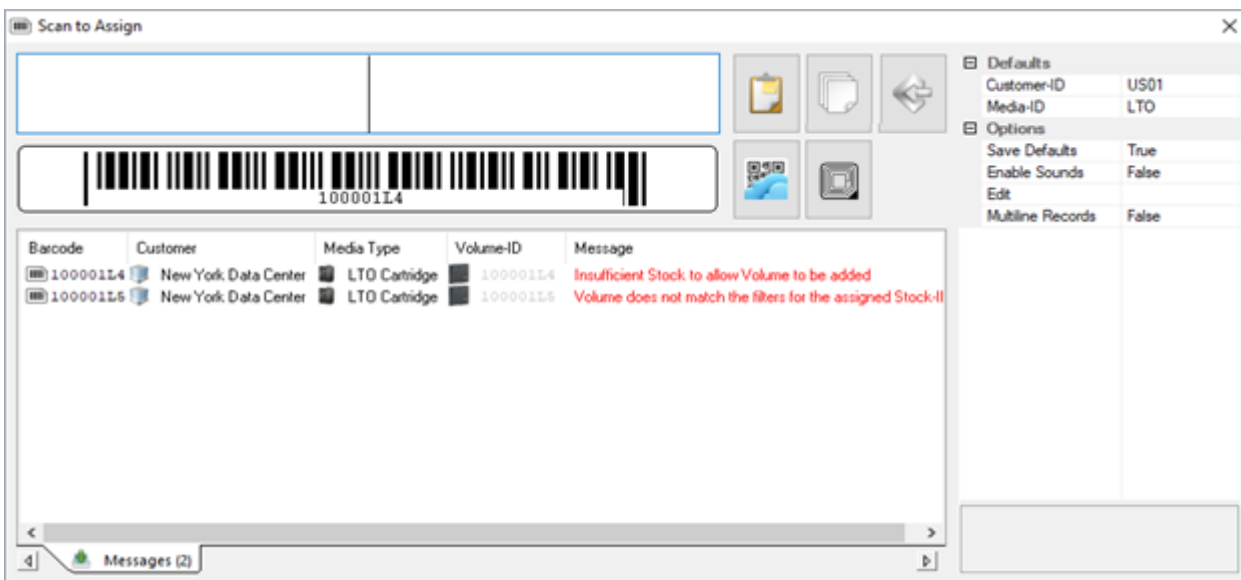 Scan to Assign
Defaults
Customer-ID US01
Media-ID LTO
Options
Save Defaults True
Enable Sounds False
Edit
Multiline Records False
100001L4
Barcode Customer Media Type Volume-ID Message
100001L4 New York Data Center LTO Cartridge 100001L4 Insufficient Stock to allow Volume to be added
100001L5 New York Data Center LTO Cartridge 100001L5 Volume does not match the filters for the assigned Stock-II
Messages (2)